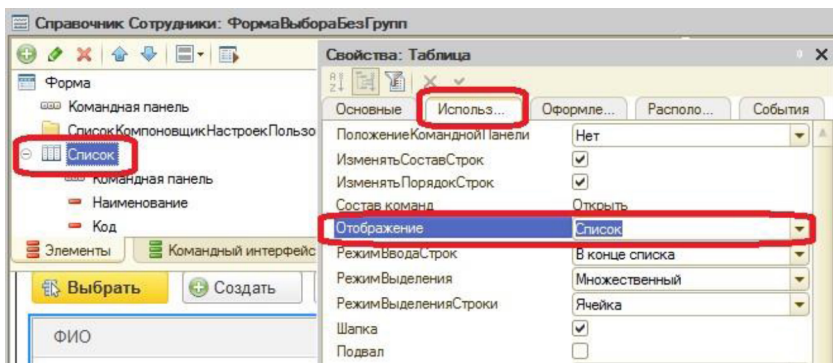 Справочник Сотрудники: ФормаВыбораБезГрупп
Форма
Командная панель
СписокКомпоновщикНастроекПользо
Список
Командная панель
Наименование
Код
Элементы
Командный интерфейс
Выбрать
Создать
ФИО
Свойства: Таблица
Основные
Использ...
Оформле...
Располо...
События
ПоложениеКоманднойПанели Нет
ИзменятьСоставСтрок
ИзменятьПорядокСтрок
Состав команд Открыть
Отображение Список
РежимВводаСтрок В конце списка
РежимВыделения Множественный
РежимВыделенияСтроки Ячейка
Шапка
Подвал